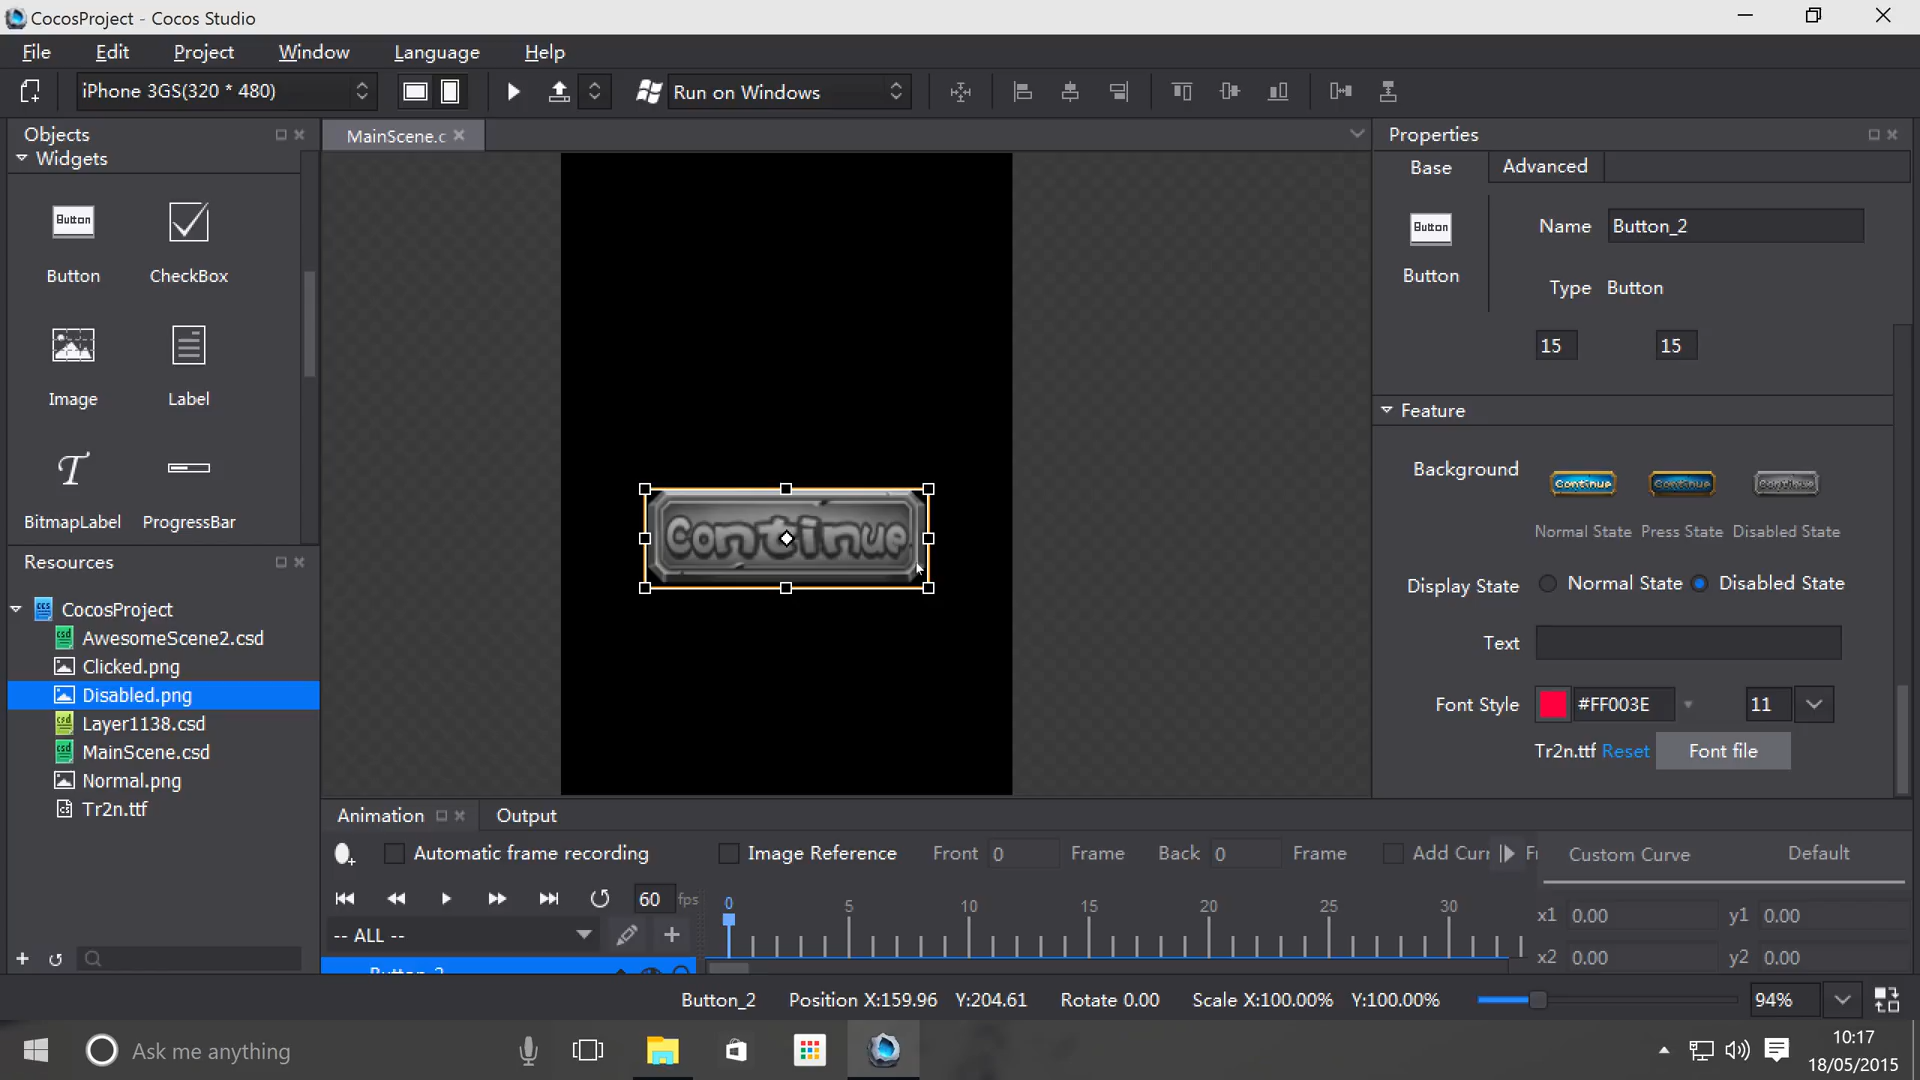 CocosProject - Cocos Studio
File Edit Project Window Language Help
iPhone 3GS(320 * 480) Run on Windows
Objects
Widgets
Button CheckBox
Image Label
BitmapLabel ProgressBar
Resources
CocosProject
AwesomeScene2.csd
Clicked.png
Disabled.png
Layer1138.csd
MainScene.csd
Normal.png
Tr2n.ttf
MainScene.c
Continue
Properties
Base Advanced
Button
Button
Name Button_2
Type Button
15 15
Feature
Background Continue Continue Continue
Normal State Press State Disabled State
Display State Normal State Disabled State
Text
Font Style #FF003E 11
Tr2n.ttf Reset Font file
Animation Output
Automatic frame recording Image Reference Front 0 Frame Back 0 Frame Add Curr Custom Curve Default
60 fps 0 5 10 15 20 25 30
-- ALL --
Button_2
x1 0.00 y1 0.00
x2 0.00 y2 0.00
Button_2 Position X:159.96 Y:204.61 Rotate 0.00 Scale X:100.00% Y:100.00% 94%
Ask me anything
10:17
18/05/2015